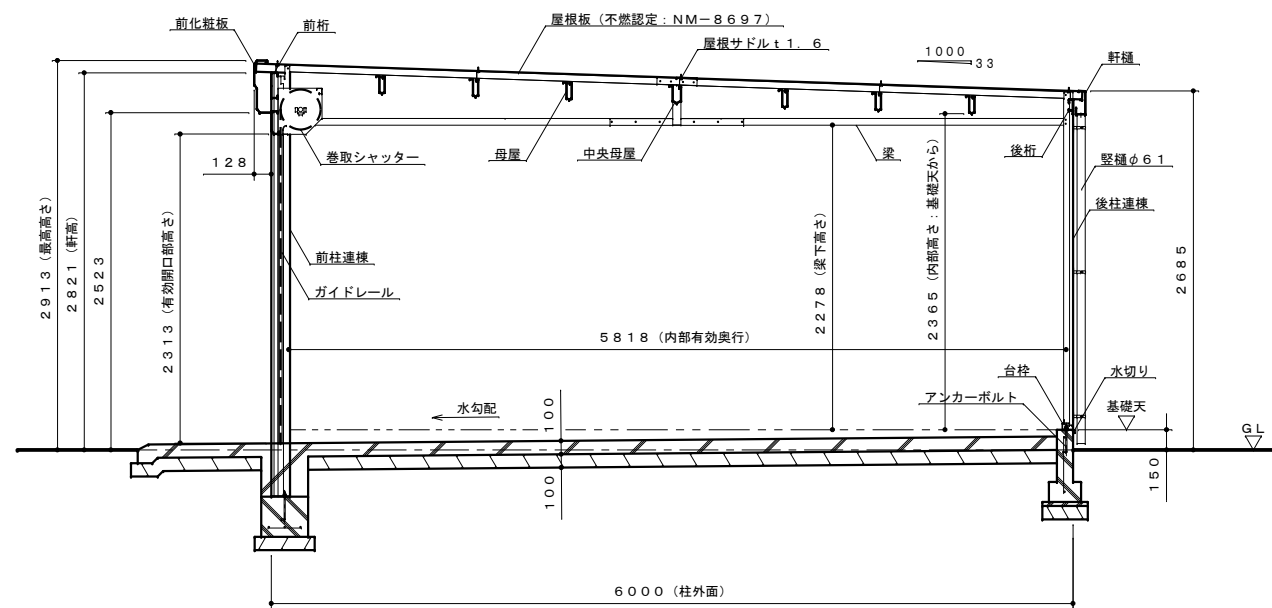 前化粧板
前桁
屋根板（不燃認定：NM－8697）
屋根サドルｔ1．6
1000
33
軒樋
128
巻取シャッター
母屋
中央母屋
梁
後桁
竪樋φ61
後柱連棟
前柱連棟
ガイドレール
2913（最高高さ）
2821（軒高）
2523
2313（有効開口部高さ）
2278（梁下高さ）
2365（内部高さ：基礎天から）
2685
5818（内部有効奥行）
台枠
水切り
アンカーボルト
基礎天
水勾配
100
100
GL
150
6000（柱外面）